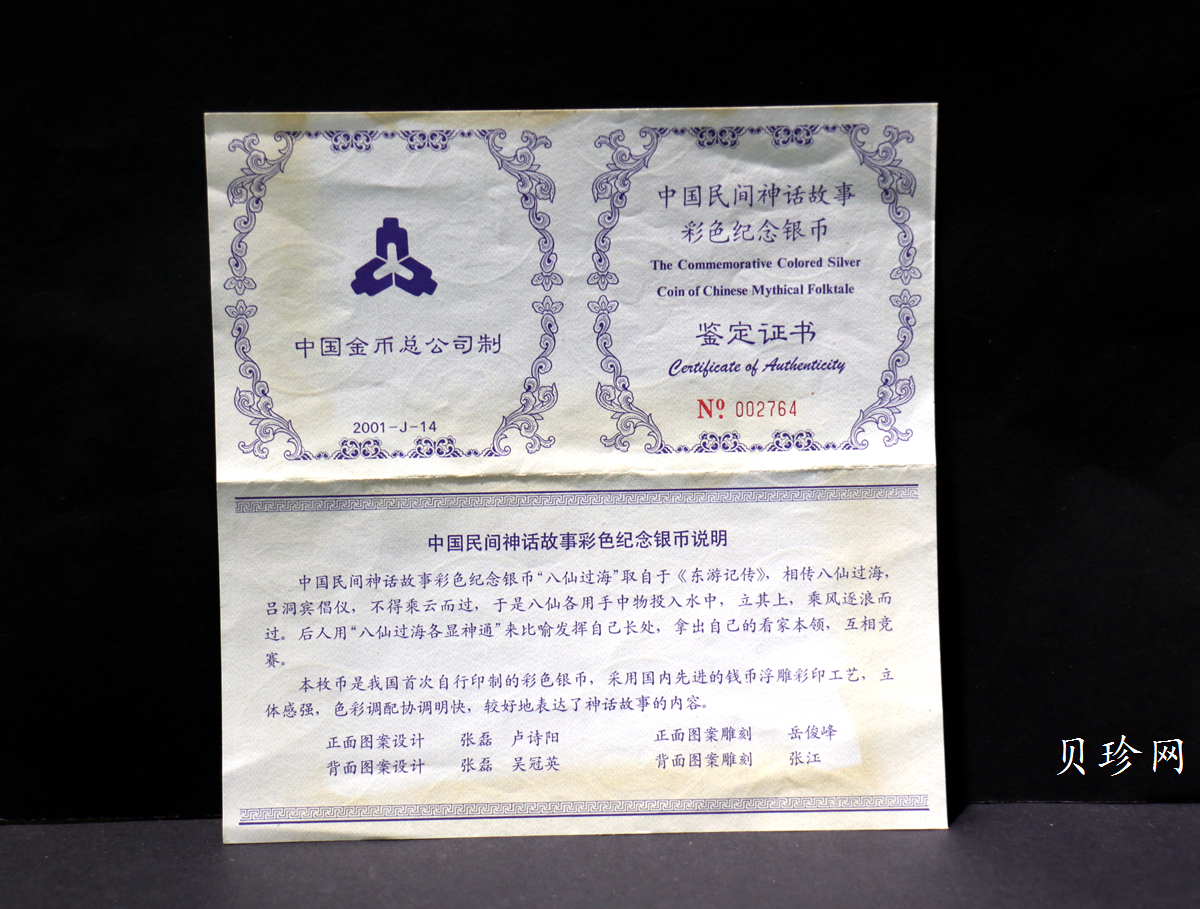 中国金币总公司制
2001-J-14
中国民间神话故事
彩色纪念银币
The Commemorative Colored Silver
Coin of Chinese Mythical Folktale
鉴定证书
Certificate of Authenticity
Nº 002764
中国民间神话故事彩色纪念银币说明
中国民间神话故事彩色纪念银币“八仙过海”取自于《东游记传》，相传八仙过海，
吕洞宾倡仪，不得乘云而过，于是八仙各用手中物投入水中，立其上，乘风逐浪而
过。后人用“八仙过海各显神通”来比喻发挥自己长处，拿出自己的看家本领，互相竞
赛。
本枚币是我国首次自行印制的彩色银币，采用国内先进的钱币浮雕彩印工艺，立
体感强，色彩调配协调明快，较好地表达了神话故事的内容。
正面图案设计 张磊 卢诗阳 正面图案雕刻 岳俊峰
背面图案设计 张磊 吴冠英 背面图案雕刻 张江
贝珍网